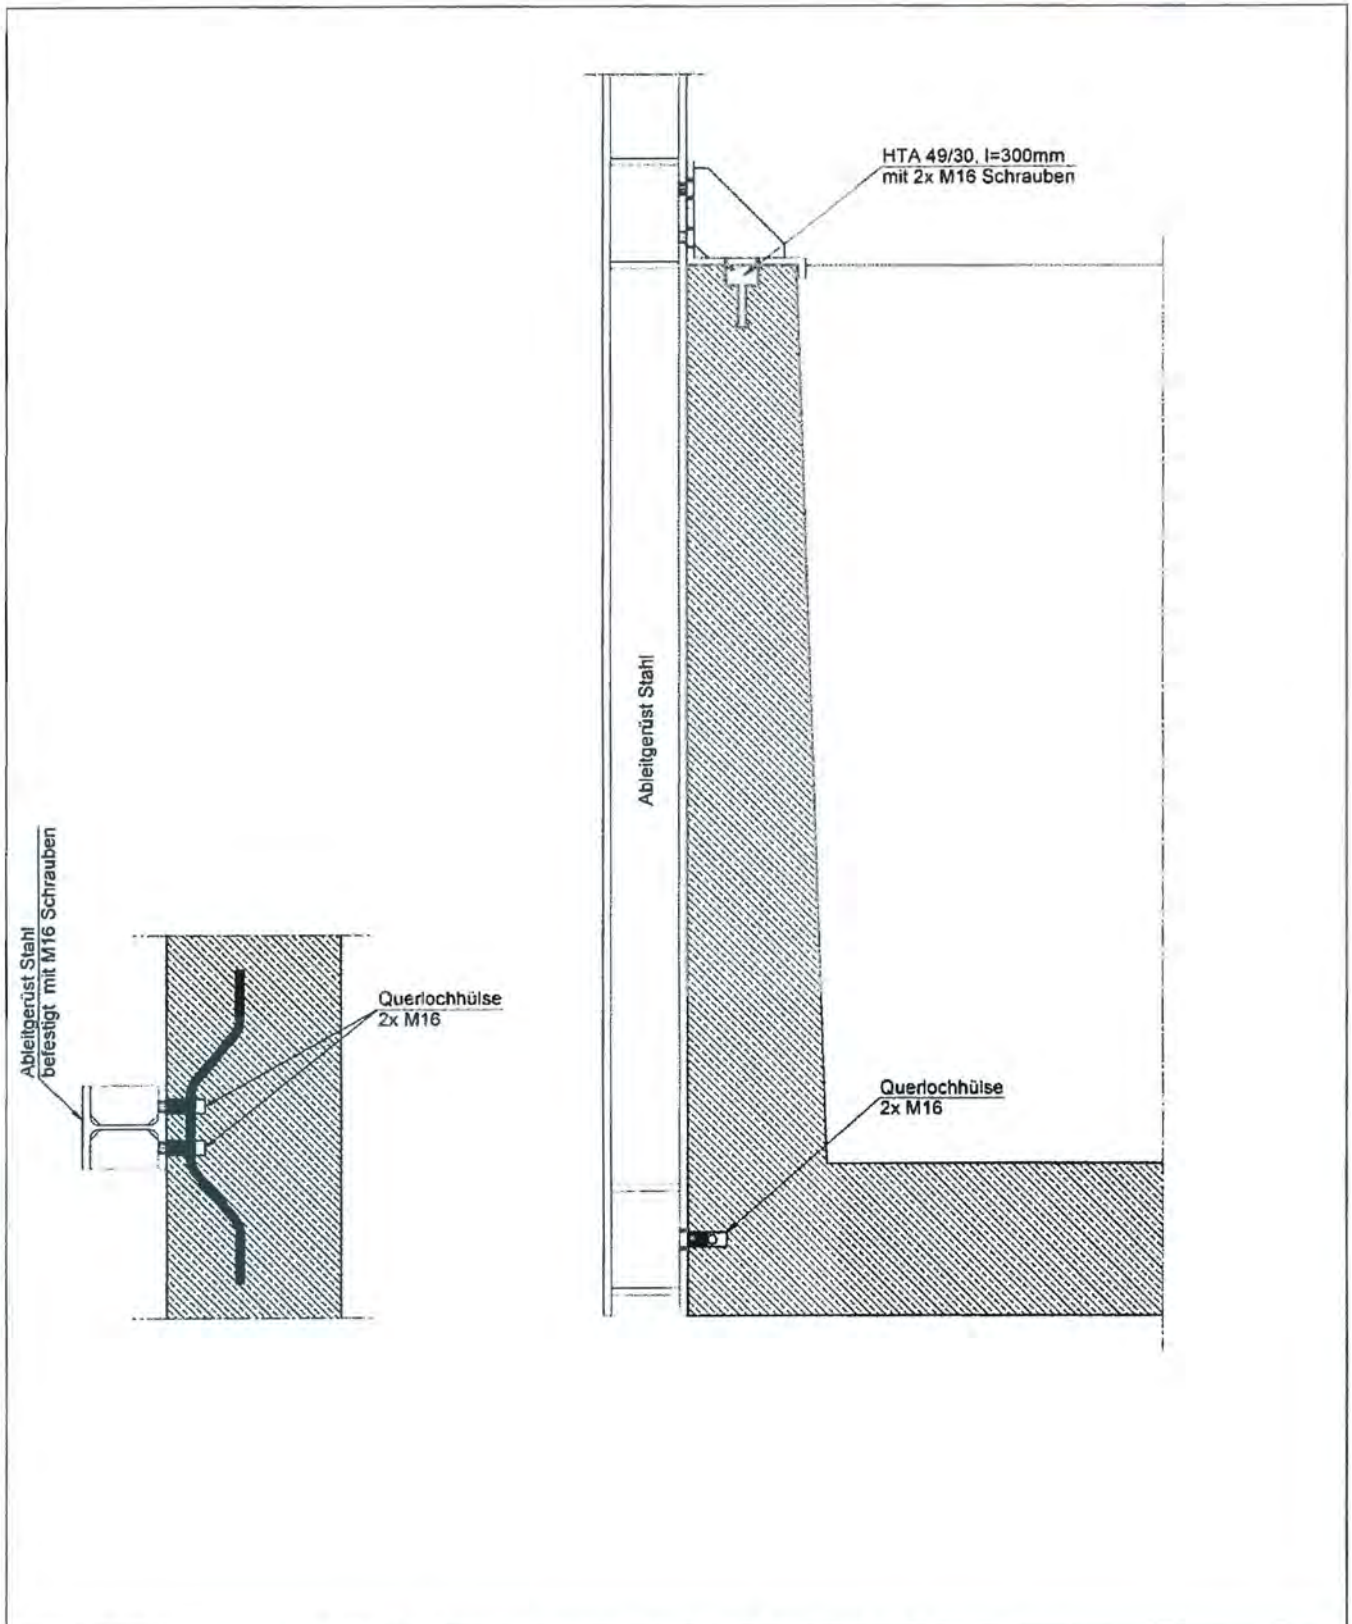 HTA 49/30, l=300mm
mit 2x M16 Schrauben
Ableitgerüst Stahl
Ableitgerüst Stahl
befestigt mit M16 Schrauben
Querlochhülse
2x M16
Querlochhülse
2x M16